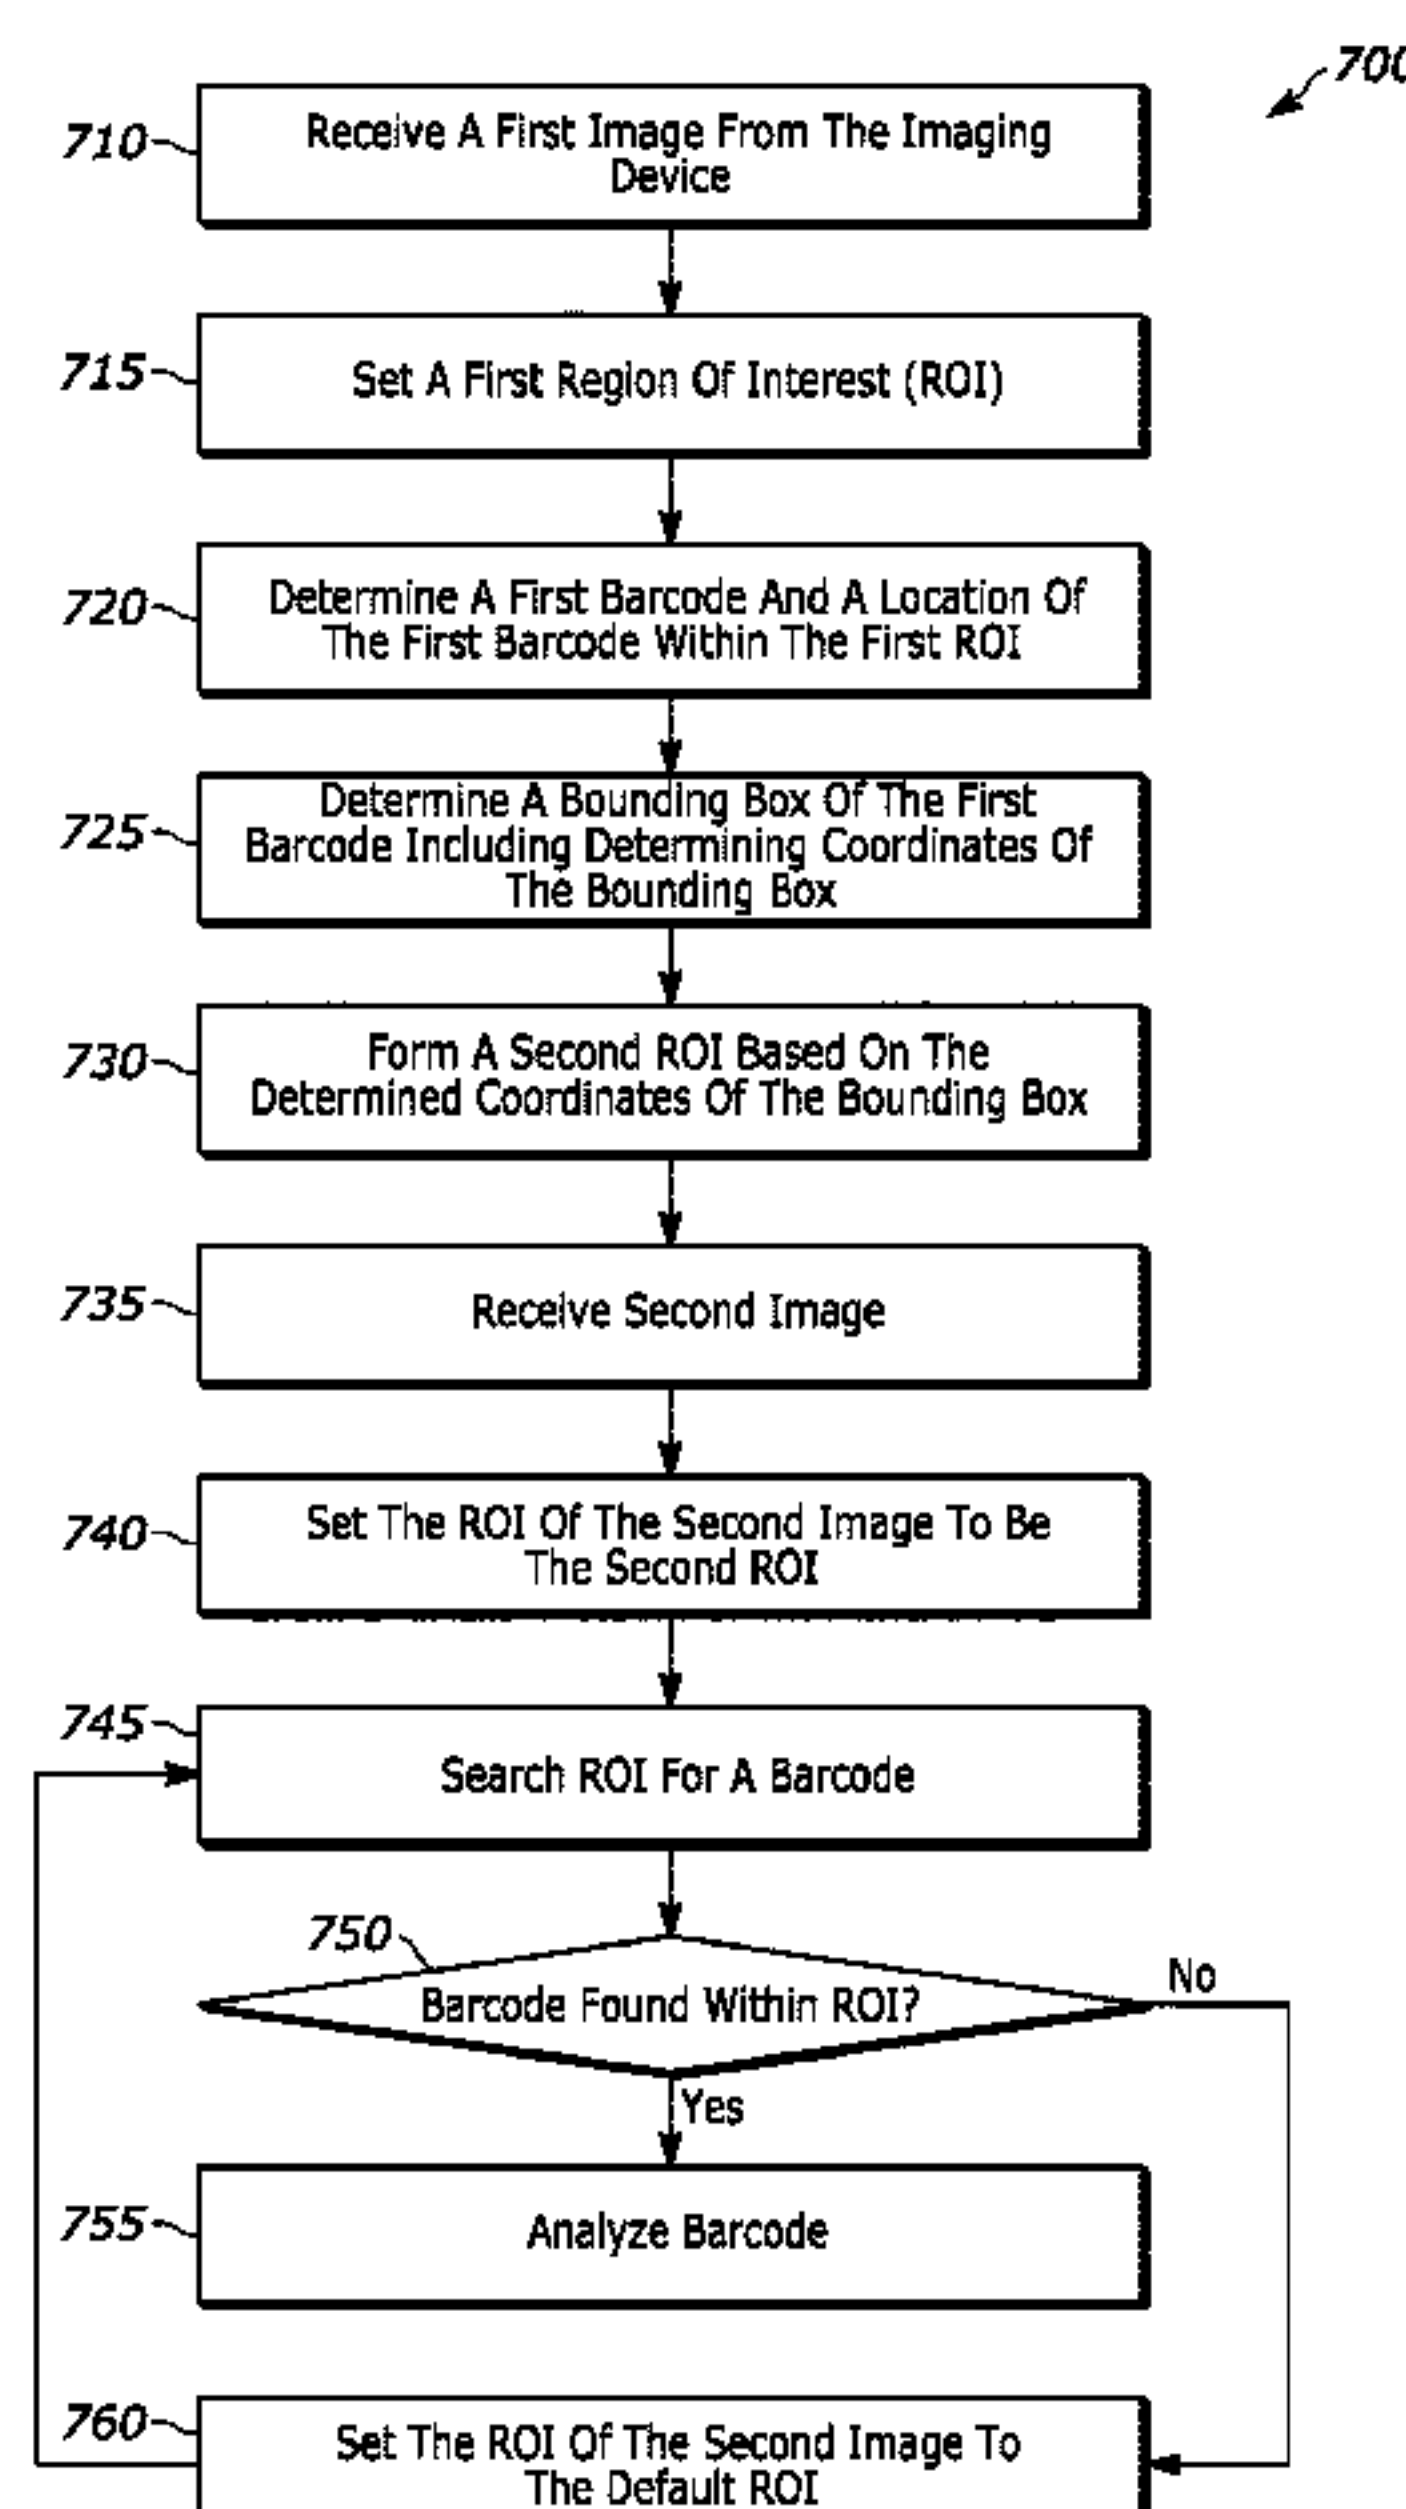 700
710
Receive A First Image From The Imaging
Device
715
Set A First Region Of Interest (ROI)
720
Determine A First Barcode And A Location Of
The First Barcode Within The First ROI
725
Determine A Bounding Box Of The First
Barcode Including Determining Coordinates Of
The Bounding Box
730
Form A Second ROI Based On The
Determined Coordinates Of The Bounding Box
735
Receive Second Image
740
Set The ROI Of The Second Image To Be
The Second ROI
745
Search ROI For A Barcode
750
Barcode Found Within ROI?
No
Yes
755
Analyze Barcode
760
Set The ROI Of The Second Image To
The Default ROI